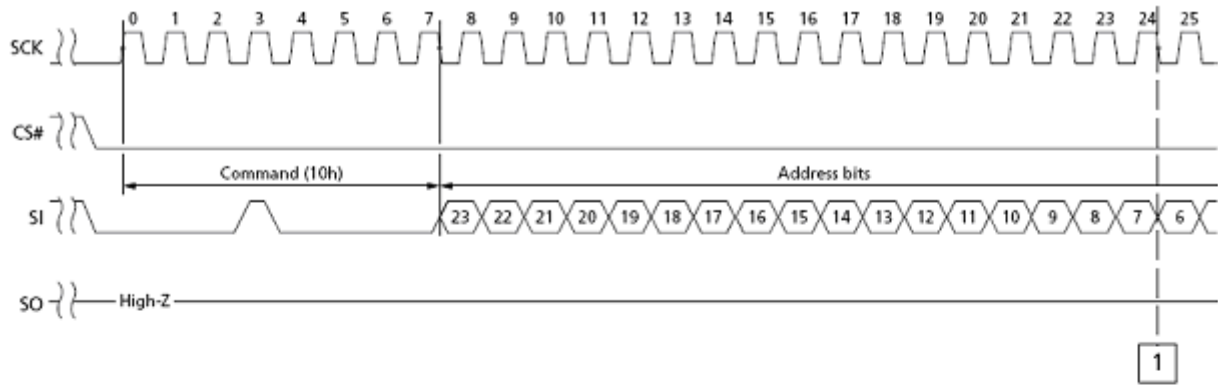 0 1 2 3 4 5 6 7 8 9 10 11 12 13 14 15 16 17 18 19 20 21 22 23 24 25
SCK
CS#
Command (10h) Address bits
SI 23 22 21 20 19 18 17 16 15 14 13 12 11 10 9 8 7 6
SO High-Z
1